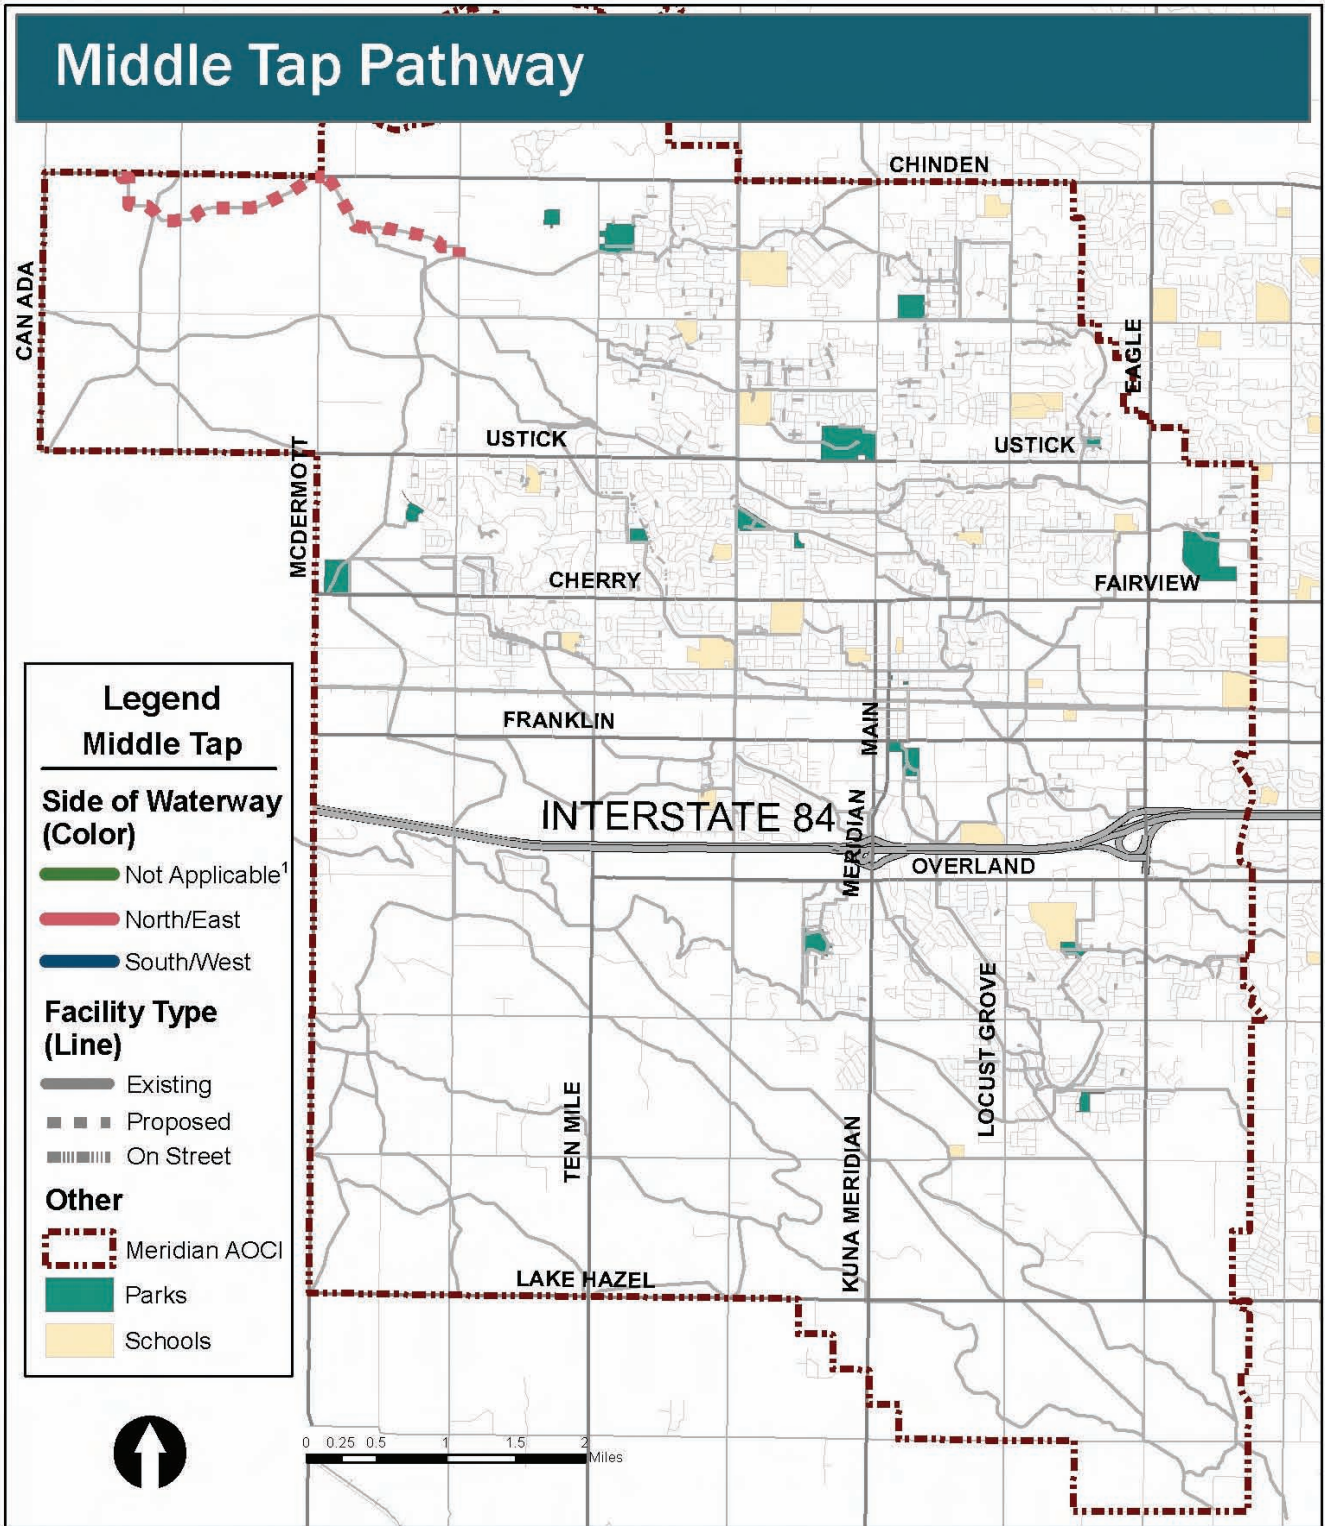 Middle Tap Pathway
CHINDEN
CAN ADA
EAGLE
USTICK
USTICK
MCDERMOTT
CHERRY
FAIRVIEW
FRANKLIN
MAIN
INTERSTATE 84
MERIDIAN
OVERLAND
LOCUST GROVE
TEN MILE
KUNA MERIDIAN
LAKE HAZEL
Legend
Middle Tap
Side of Waterway
(Color)
Not Applicable¹
North/East
South/West
Facility Type
(Line)
Existing
Proposed
On Street
Other
Meridian AOCI
Parks
Schools
0 0.25 0.5 1 1.5 2
Miles